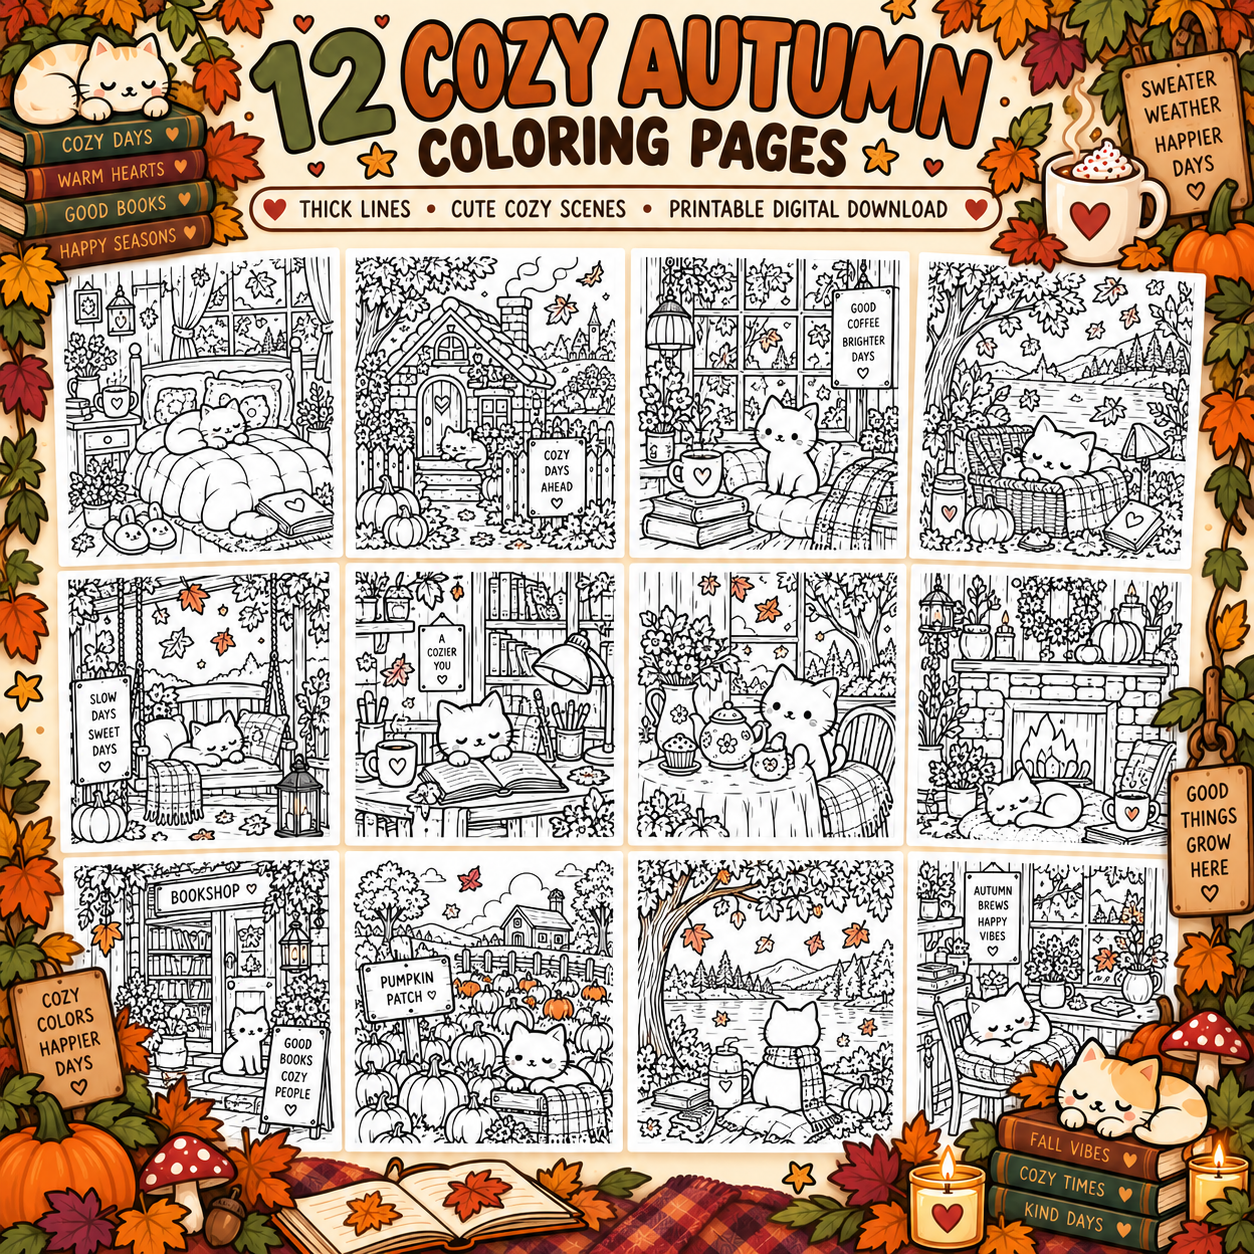 12 COZY AUTUMN
COLORING PAGES
THICK LINES • CUTE COZY SCENES • PRINTABLE DIGITAL DOWNLOAD
COZY DAYS
WARM HEARTS
GOOD BOOKS
HAPPY SEASONS
SWEATER
WEATHER
HAPPIER
DAYS
COZY
DAYS
AHEAD
GOOD
COFFEE
BRIGHTER
DAYS
SLOW
DAYS
SWEET
DAYS
A
COZIER
YOU
GOOD
THINGS
GROW
HERE
BOOKSHOP
GOOD
BOOKS
COZY
PEOPLE
PUMPKIN
PATCH
AUTUMN
BREWS
HAPPY
VIBES
COZY
COLORS
HAPPIER
DAYS
FALL VIBES
COZY TIMES
KIND DAYS